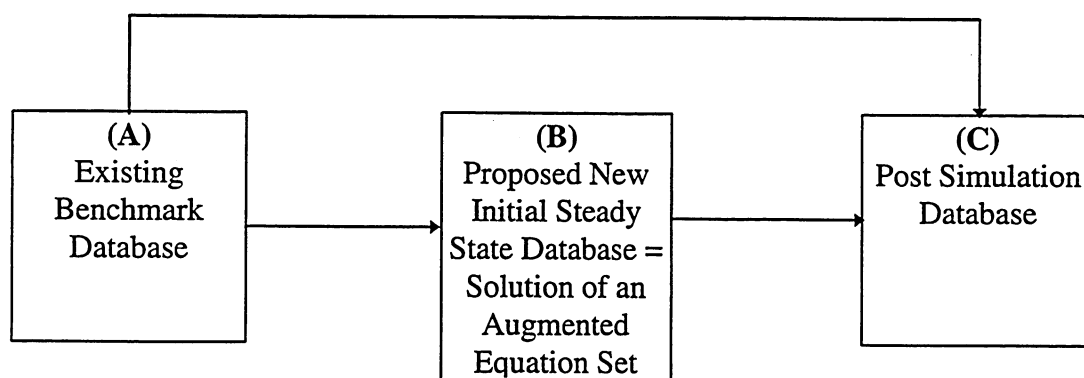 (A)
Existing
Benchmark
Database
(B)
Proposed New
Initial Steady
State Database =
Solution of an
Augmented
Equation Set
(C)
Post Simulation
Database